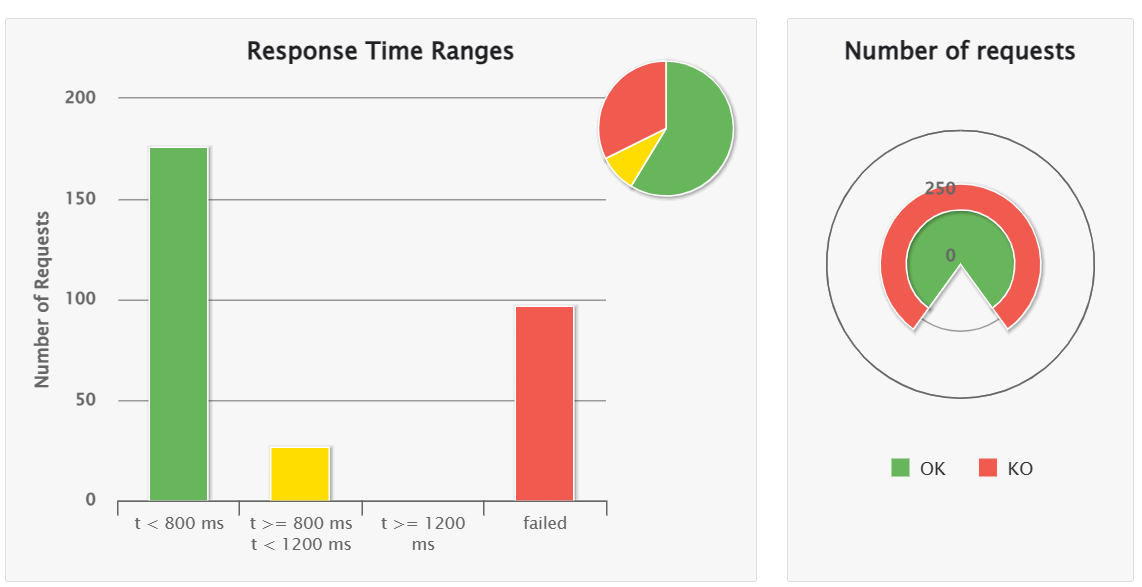 Response Time Ranges
Number of Requests
200
150
100
50
0
t < 800 ms
t >= 800 ms
t < 1200 ms
t >= 1200
ms
failed
Number of requests
250
0
OK
KO